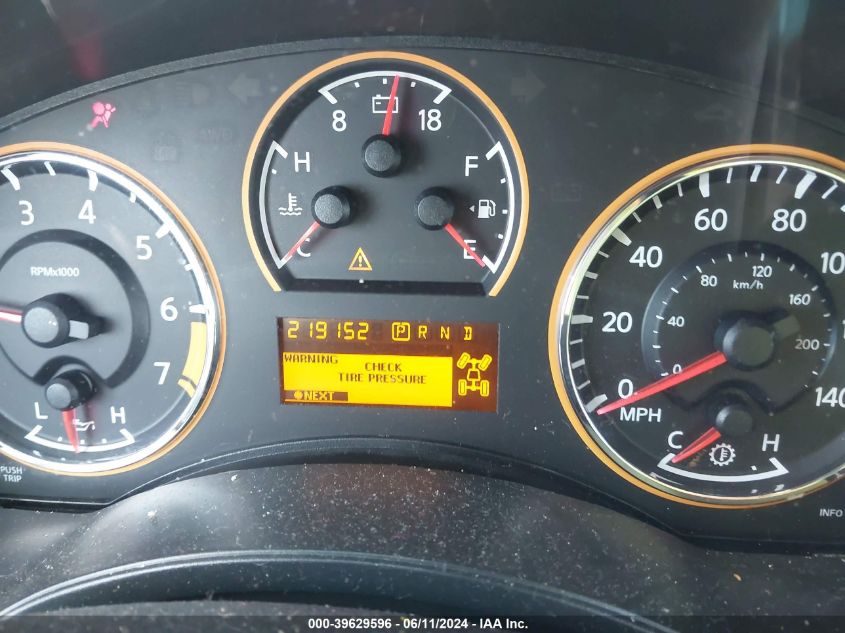 8 18
H F
C E
3 4 5 6 7
RPMx1000
L H
PUSH
TRIP
219152 P R N D
WARNING
CHECK
TIRE PRESSURE
NEXT
0 20 40 60 80 140
MPH
0 40 80 120 160 200
km/h
C H
INFO
000-39629596 - 06/11/2024 - IAA Inc.